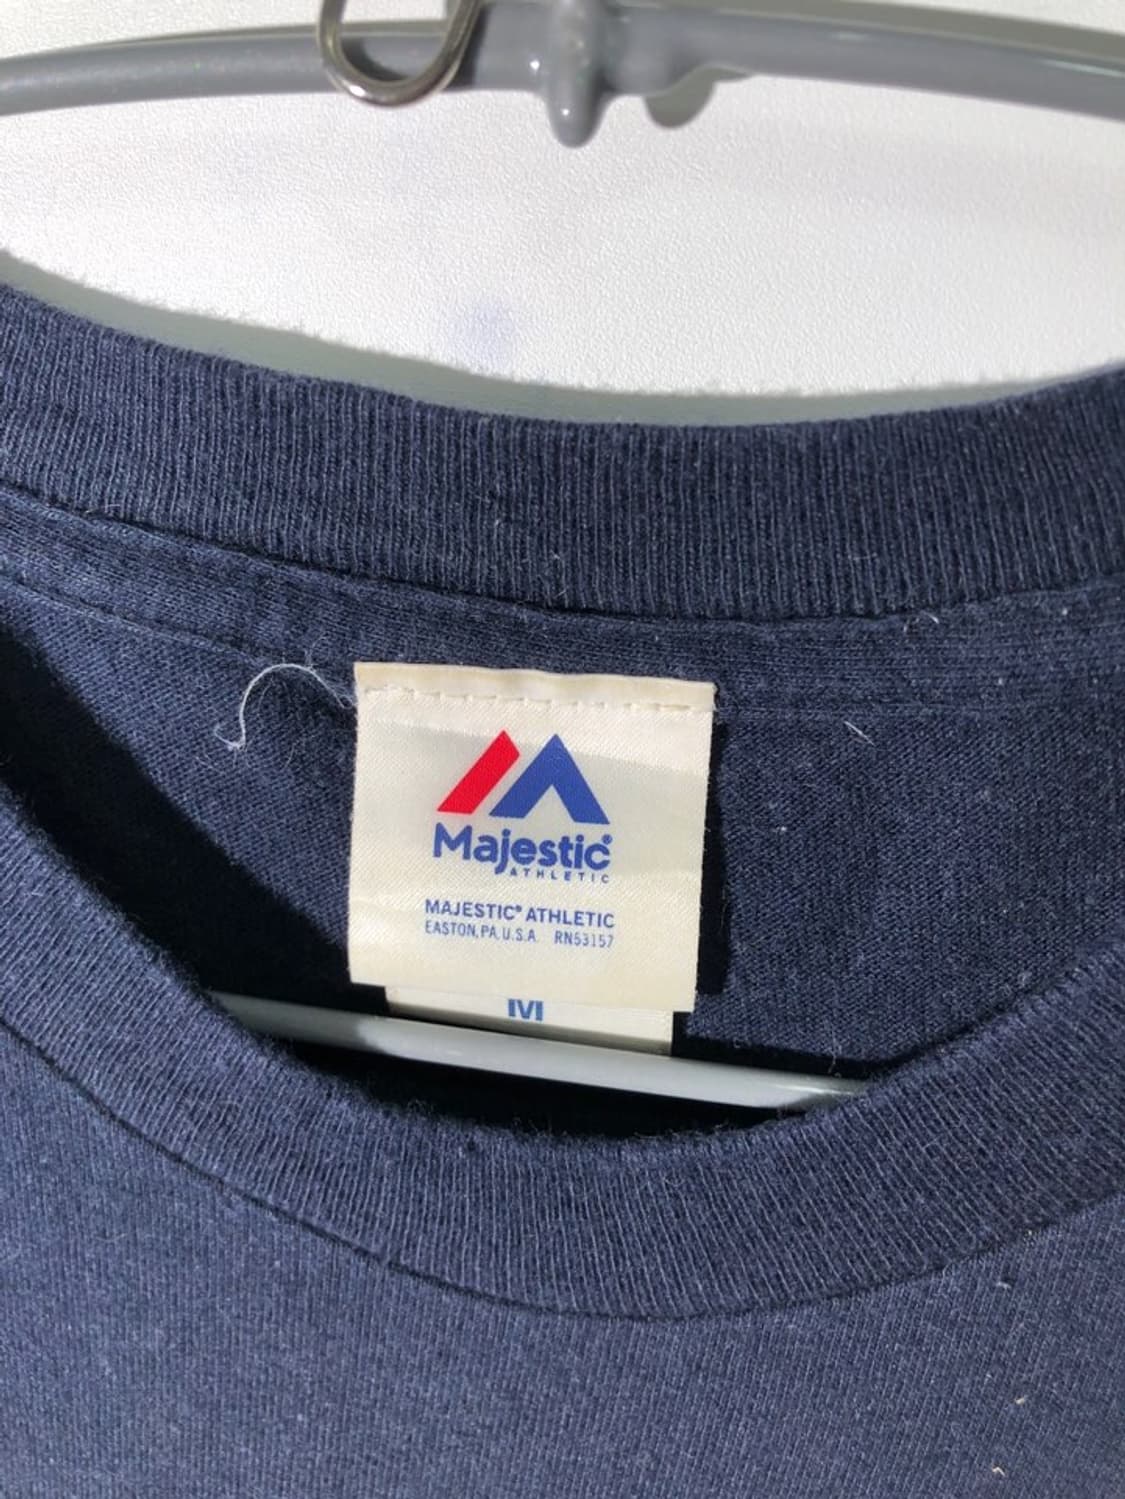 Majestic®
ATHLETIC
MAJESTIC® ATHLETIC
EASTON, PA. U.S.A. RN53157
M